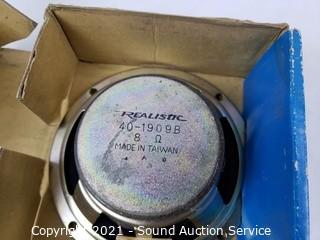 REALISTIC
40-1909B
8 Ω
MADE IN TAIWAN
Copyright 2021 - Sound Auction Service